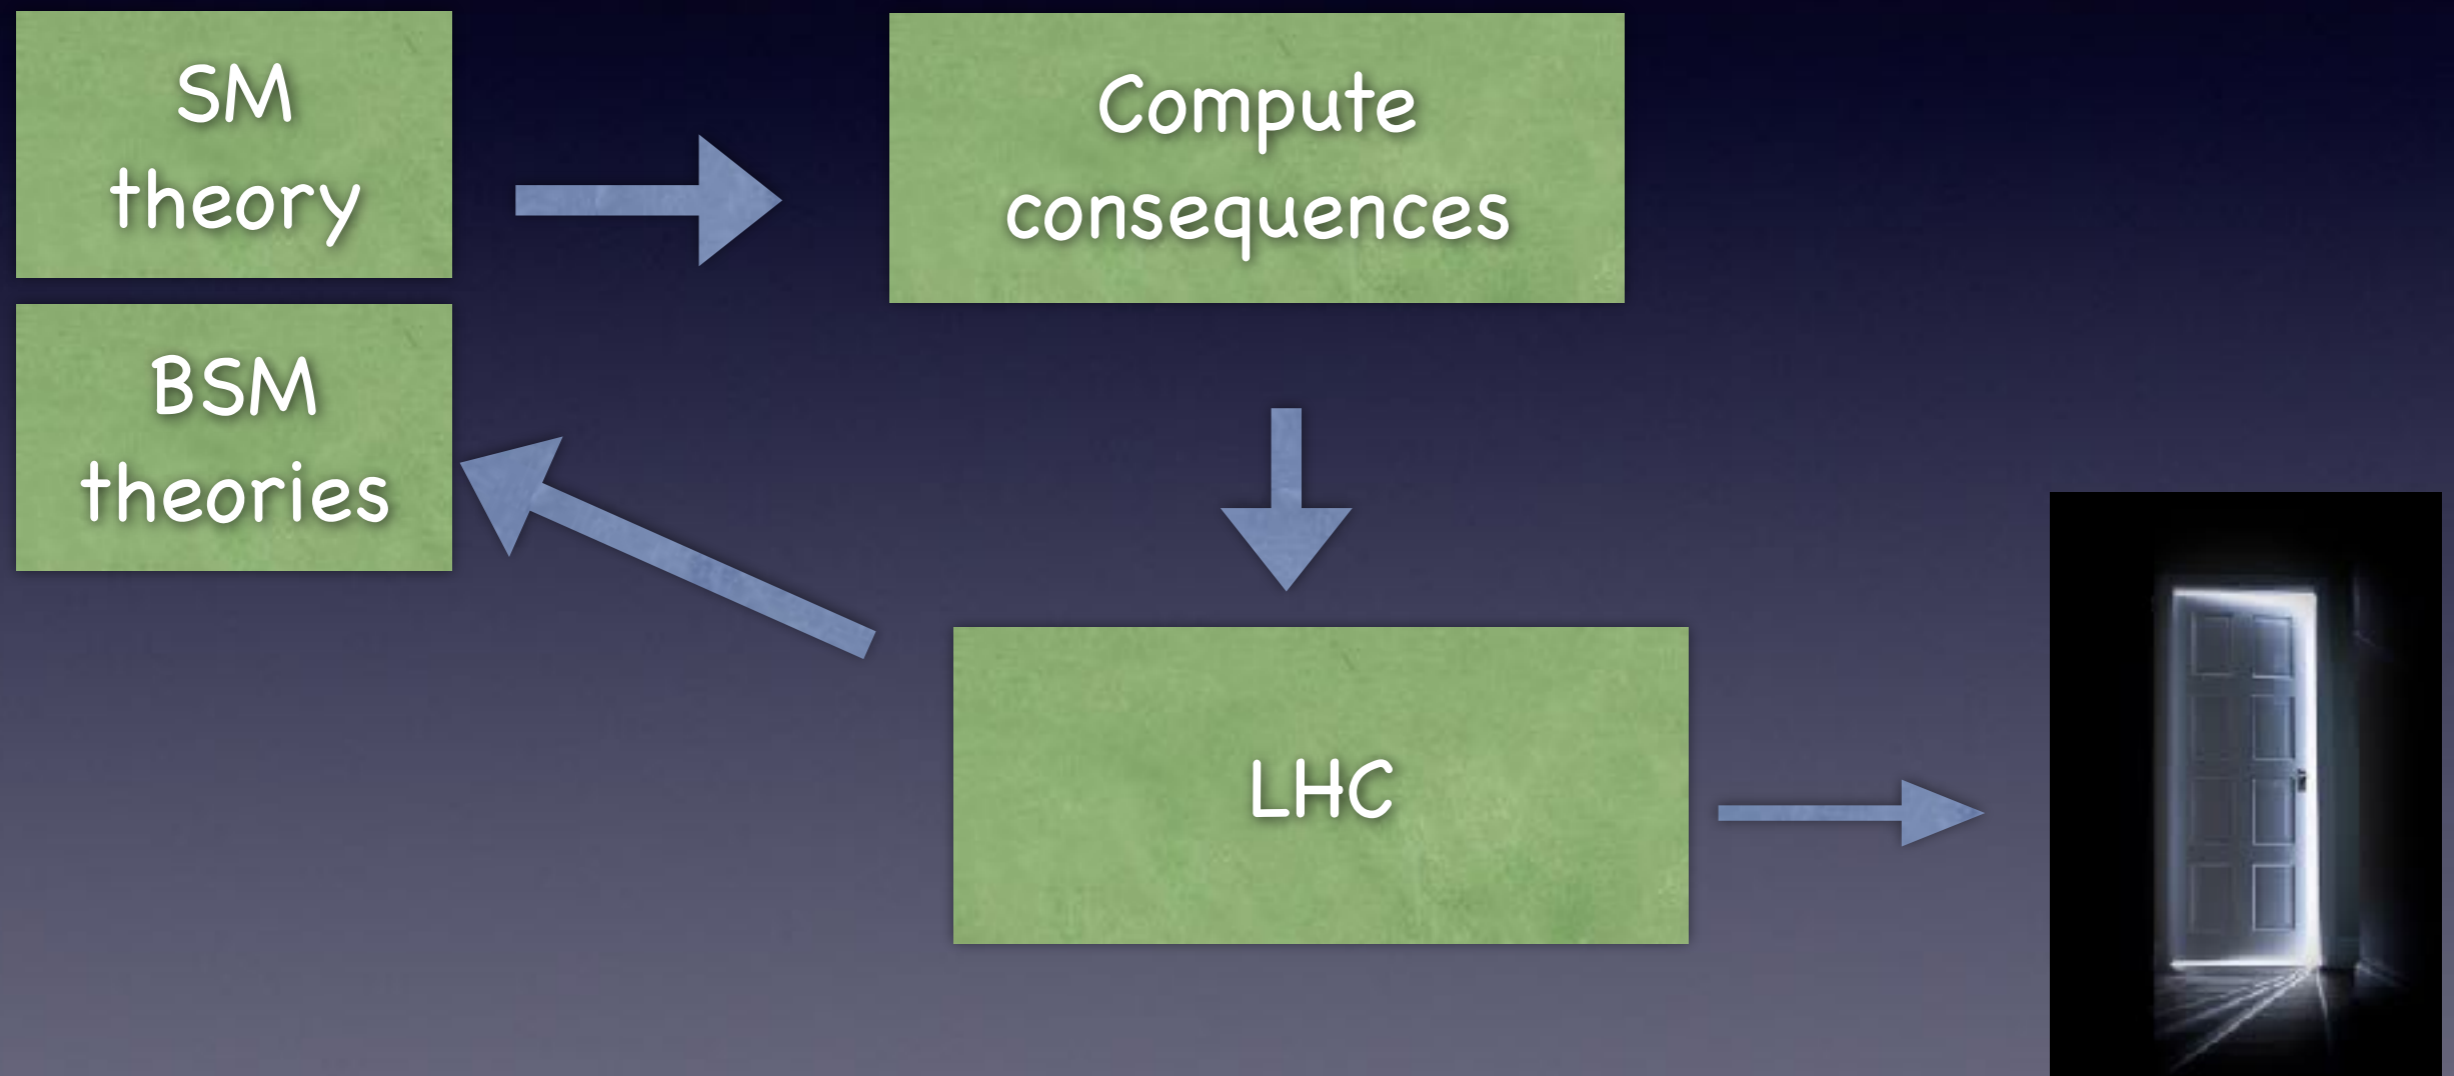 SM
theory
Compute
consequences
BSM
theories
LHC